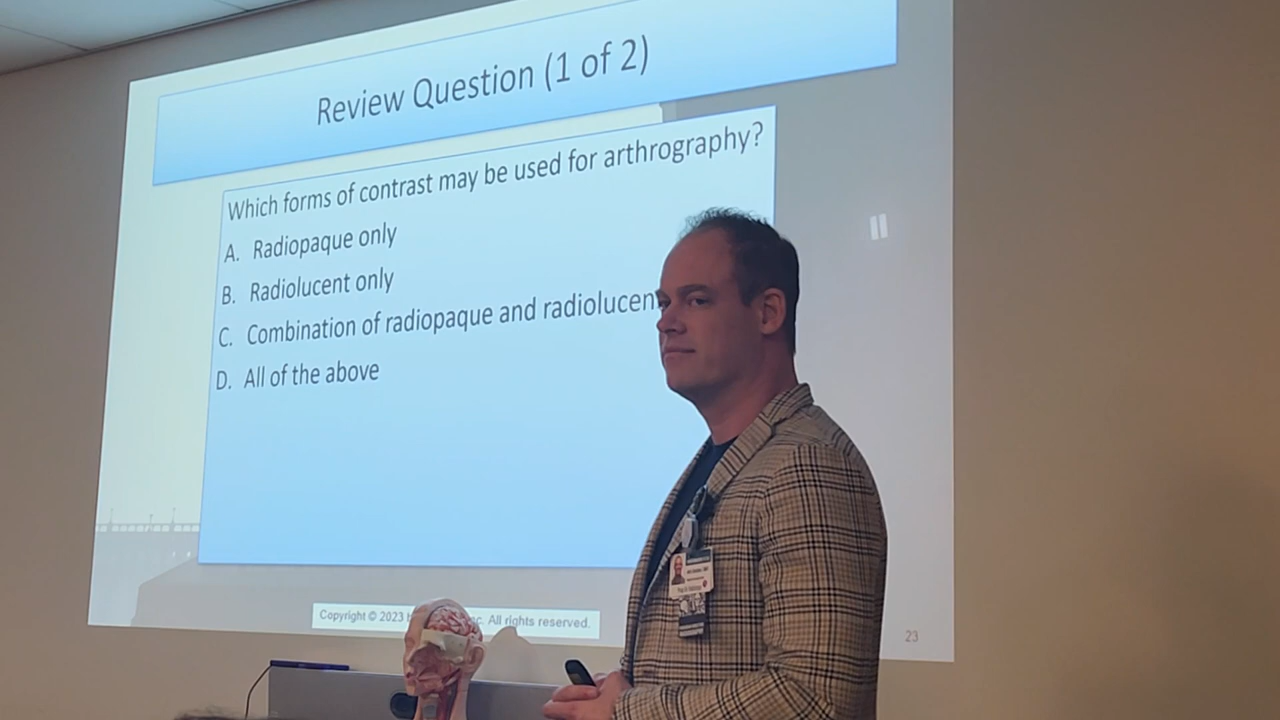 Review Question (1 of 2)
Which forms of contrast may be used for arthrography?
A. Radiopaque only
B. Radiolucent only
C. Combination of radiopaque and radiolucen
D. All of the above
Copyright © 2023 c. All rights reserved.
23